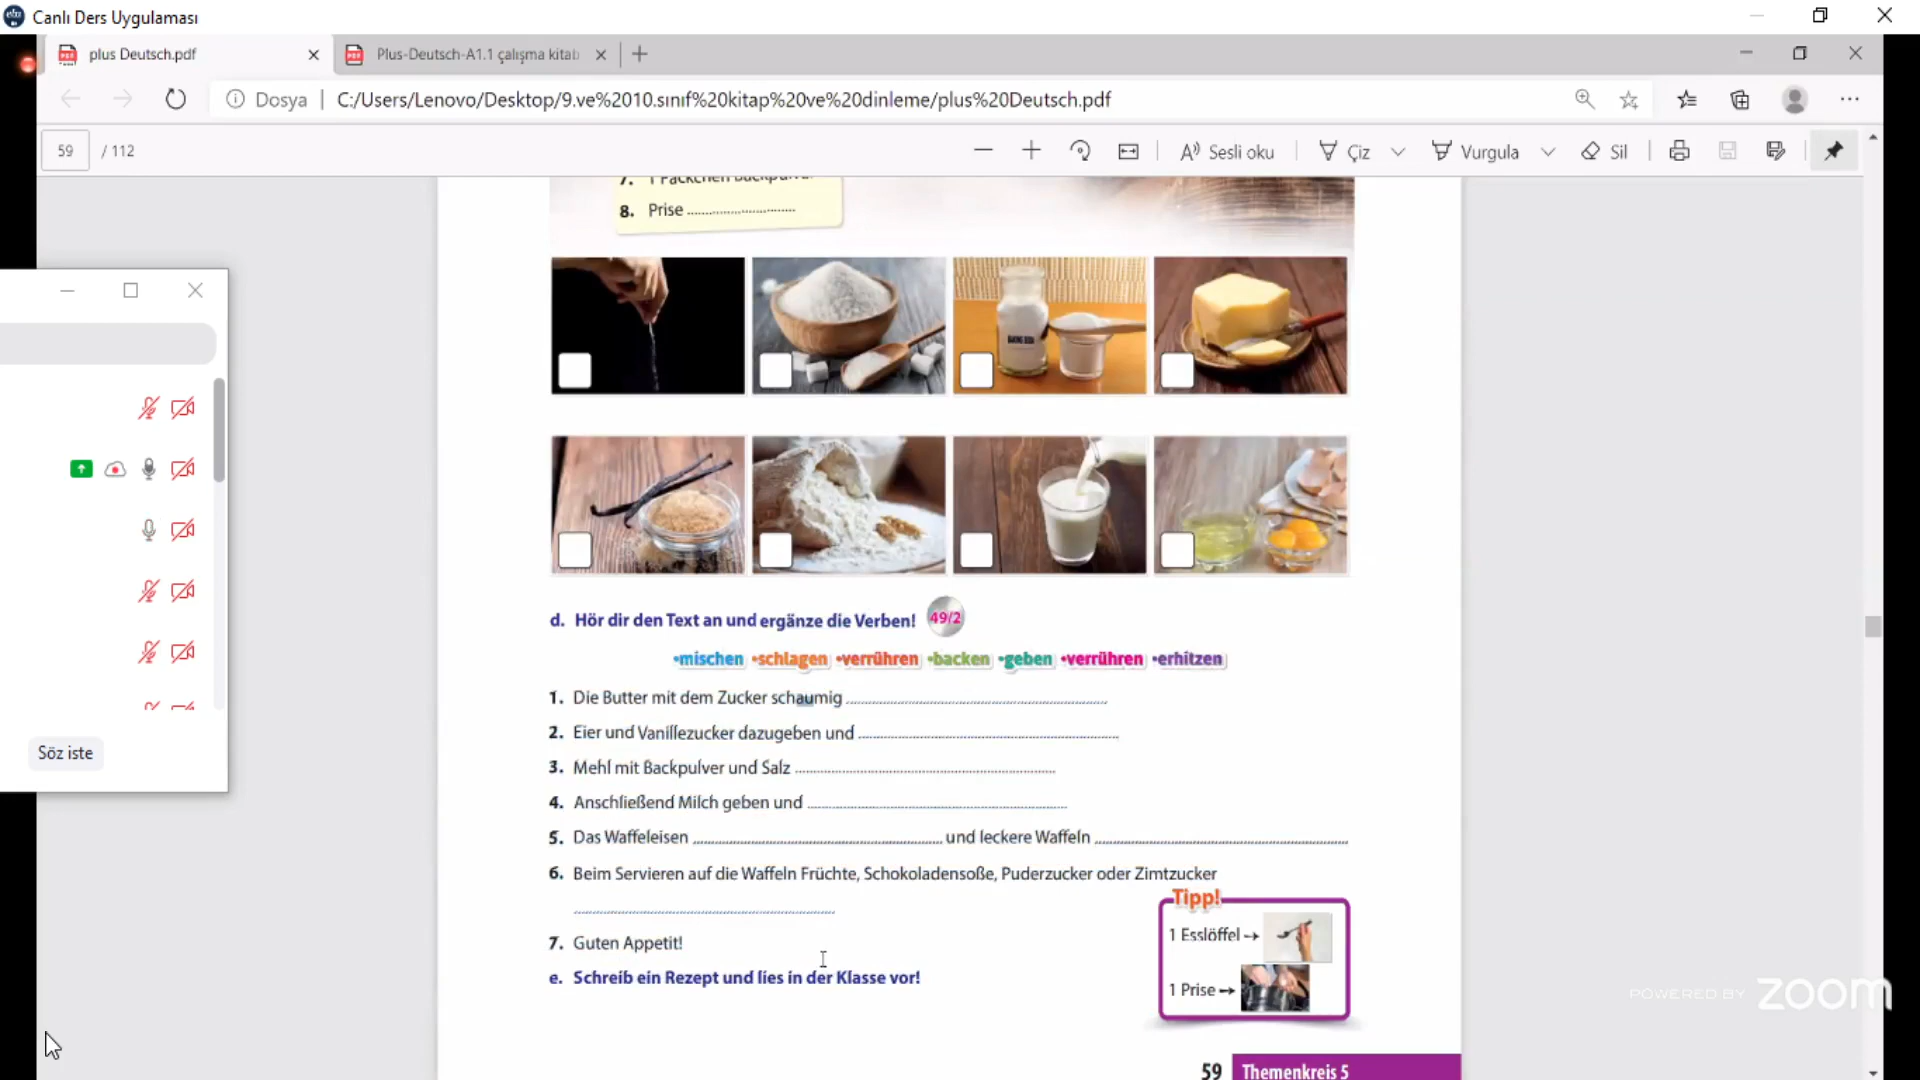 Canlı Ders Uygulaması
plus Deutsch.pdf
Plus-Deutsch-A1.1 çalışma kitab
Dosya
C:/Users/Lenovo/Desktop/9.ve%2010.sınıf%20kitap%20ve%20dinleme/plus%20Deutsch.pdf
59 / 112
Sesli oku
Çiz
Vurgula
Sil
7. 1 Päckchen Backpulver
8. Prise ..............................
BAKING SODA
d. Hör dir den Text an und ergänze die Verben! 49/2
•mischen •schlagen •verrühren •backen •geben •verrühren •erhitzen
1. Die Butter mit dem Zucker schaumig ..............................
2. Eier und Vanillezucker dazugeben und ..............................
3. Mehl mit Backpulver und Salz ..............................
4. Anschließend Milch geben und ..............................
5. Das Waffeleisen .............................. und leckere Waffeln ..............................
6. Beim Servieren auf die Waffeln Früchte, Schokoladensoße, Puderzucker oder Zimtzucker
..............................
7. Guten Appetit!
e. Schreib ein Rezept und lies in der Klasse vor!
Tipp!
1 Esslöffel →
1 Prise →
59 Themenkreis 5
Söz iste
POWERED BY zoom